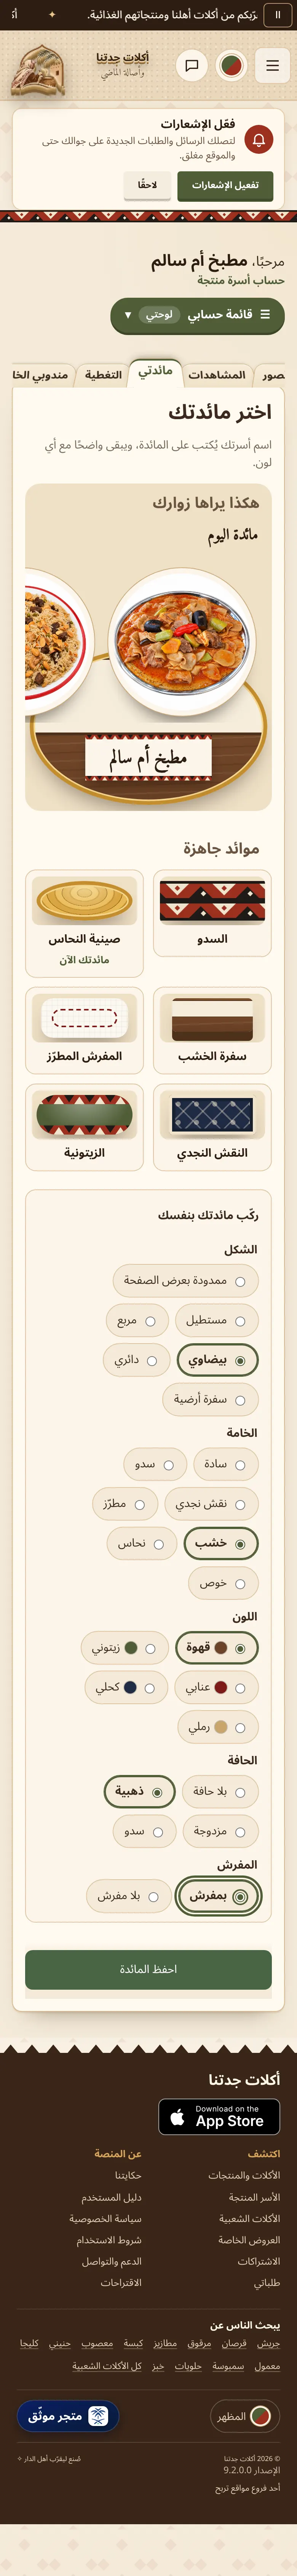 رّبكم من أكلات أهلنا ومنتجاتهم الغذائية.
أكلات جدتنا
وأصالة الماضي
فعّل الإشعارات
لتصلك الرسائل والطلبات الجديدة على جوالك حتى
والموقع مغلق.
تفعيل الإشعارات
لاحقًا
مرحبًا، مطبخ أم سالم
حساب أسرة منتجة
☰ قائمة حسابي لوحتي ▼
صور
المشاهدات
مائدتي
التغطية
مندوبي الخا
اختر مائدتك
اسم أسرتك يُكتب على المائدة، ويبقى واضحًا مع أي
لون.
هكذا يراها زوارك
مائدة اليوم
مطبخ أم سالم
موائد جاهزة
السدو
صينية النحاس
مائدتك الآن
سفرة الخشب
المفرش المطرّز
النقش النجدي
الزيتونية
ركّب مائدتك بنفسك
الشكل
ممدودة بعرض الصفحة
مستطيل
مربع
بيضاوي
دائري
سفرة أرضية
الخامة
سادة
سدو
نقش نجدي
مطرّز
خشب
نحاس
خوص
اللون
قهوة
زيتوني
عنابي
كحلي
رملي
الحافة
بلا حافة
ذهبية
مزدوجة
سدو
المفرش
بمفرش
بلا مفرش
احفظ المائدة
أكلات جدتنا
Download on the
App Store
اكتشف
الأكلات والمنتجات
الأسر المنتجة
الأكلات الشعبية
العروض الخاصة
الاشتراكات
طلباتي
عن المنصة
حكايتنا
دليل المستخدم
سياسة الخصوصية
شروط الاستخدام
الدعم والتواصل
الاقتراحات
يبحث الناس عن
جريش قرصان مرقوق مطازيز كبسة معصوب حنيني كليجا
معمول سمبوسة حلويات خبز كل الأكلات الشعبية
المظهر
متجر موثّق
© 2026 أكلات جدتنا
صُنع ليقرّب أهل الدار ✧
الإصدار 9.2.0.0
أحد فروع مواقع تربح